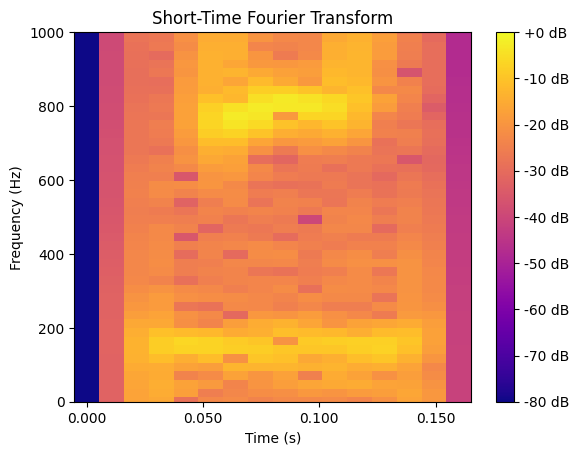 Short-Time Fourier Transform
1000
800
600
400
200
0
Frequency (Hz)
0.000
0.050
0.100
0.150
Time (s)
+0 dB
-10 dB
-20 dB
-30 dB
-40 dB
-50 dB
-60 dB
-70 dB
-80 dB